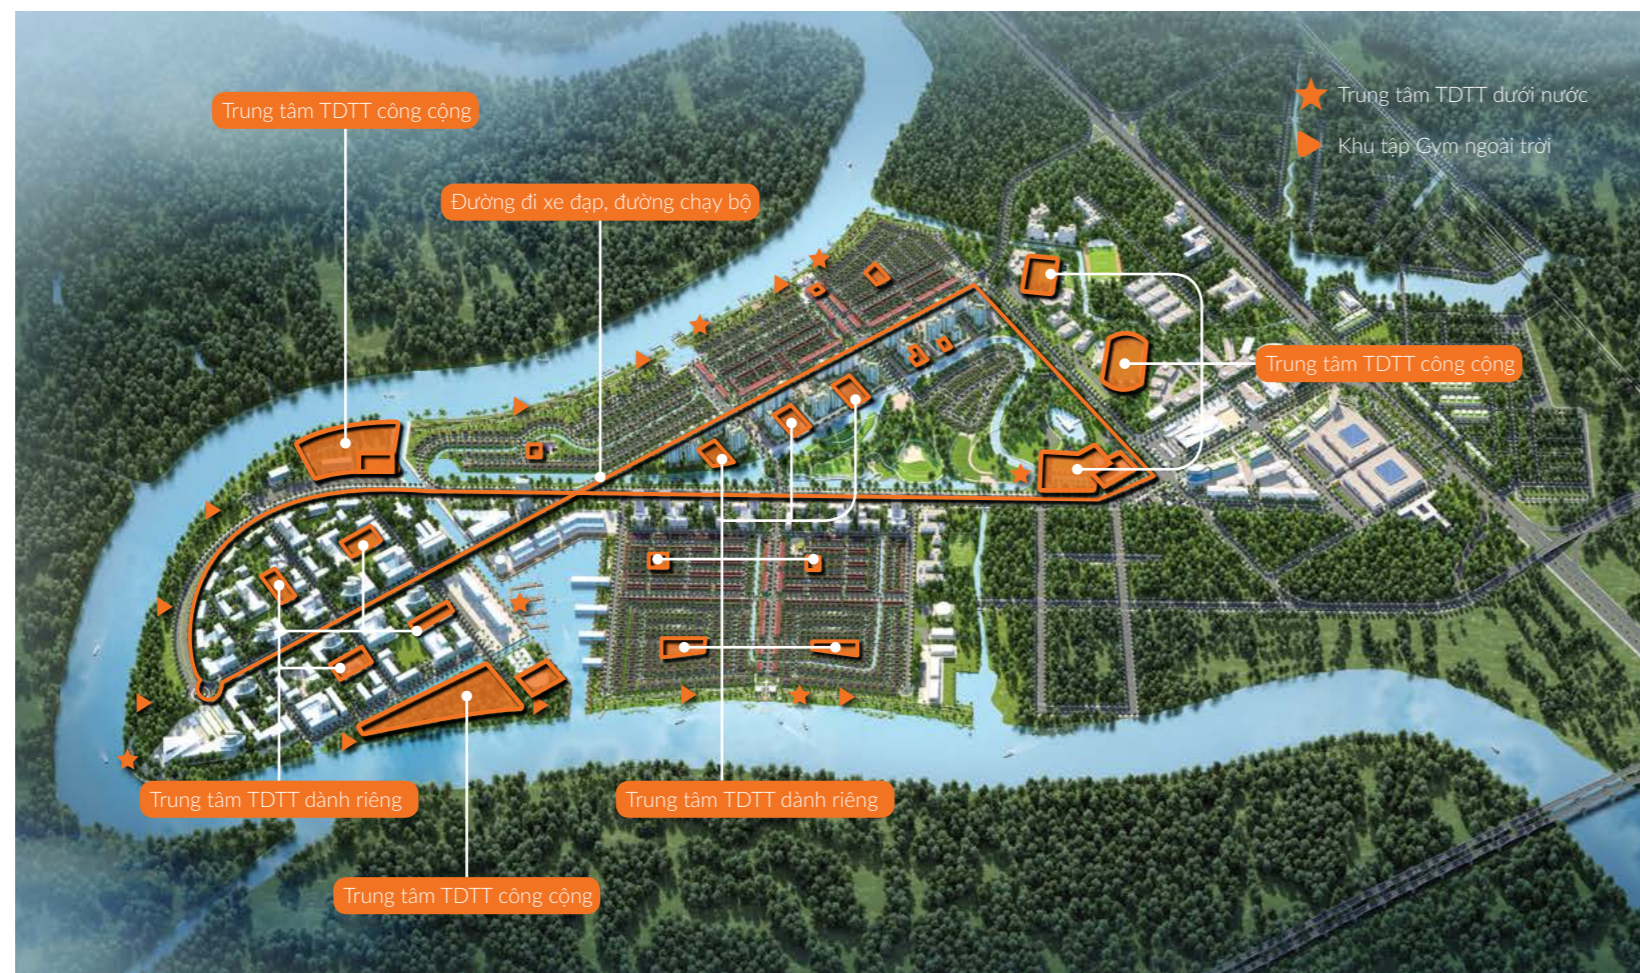 Trung tâm TDTT dưới nước
Trung tâm TDTT công cộng
Khu tập Gym ngoài trời
Đường đi xe đạp, đường chạy bộ
Trung tâm TDTT công cộng
Trung tâm TDTT dành riêng
Trung tâm TDTT dành riêng
Trung tâm TDTT công cộng